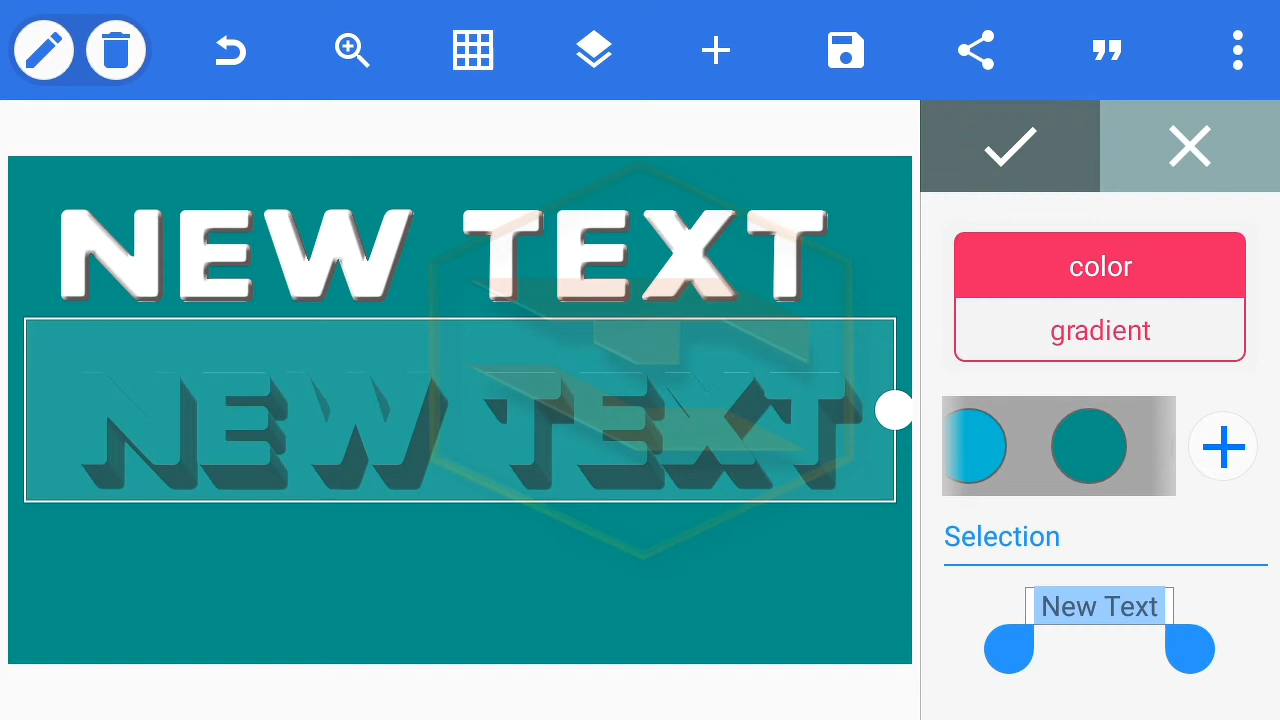 NEW TEXT
color
NEW TEXT
gradient
Selection
New Text